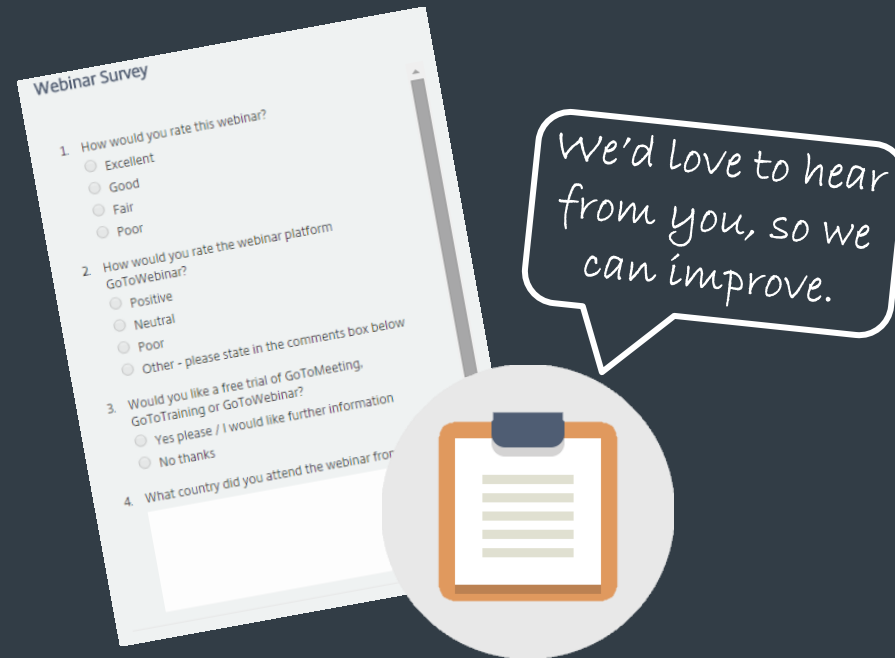 Webinar Survey
1. How would you rate this webinar?
Excellent
Good
Fair
Poor
2. How would you rate the webinar platform
GoToWebinar?
Positive
Neutral
Poor
Other - please state in the comments box below
3. Would you like a free trial of GoToMeeting,
GoToTraining or GoToWebinar?
Yes please / I would like further information
No thanks
4. What country did you attend the webinar from
We'd love to hear
from you, so we
can improve.